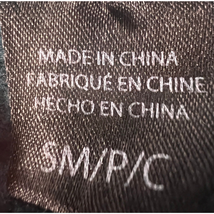 MADE IN CHINA
FABRIQUÉ EN CHINE
HECHO EN CHINA
SM/P/C